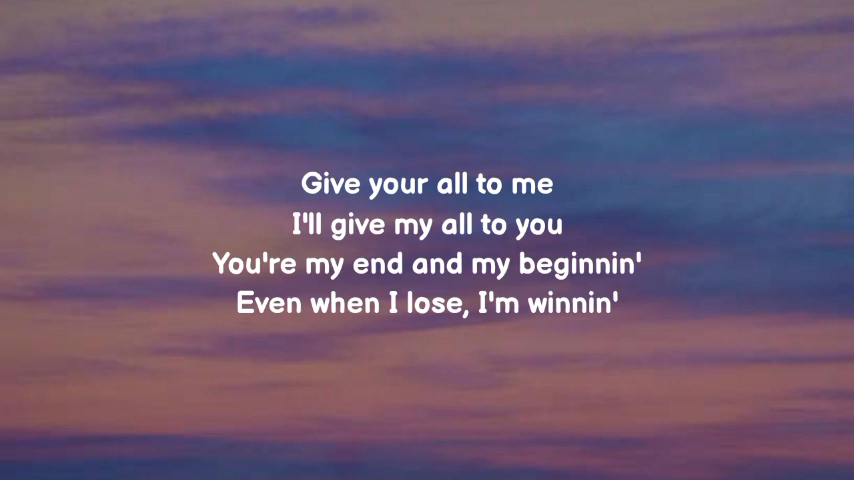 Give your all to me
I'll give my all to you
You're my end and my beginnin'
Even when I lose, I'm winnin'